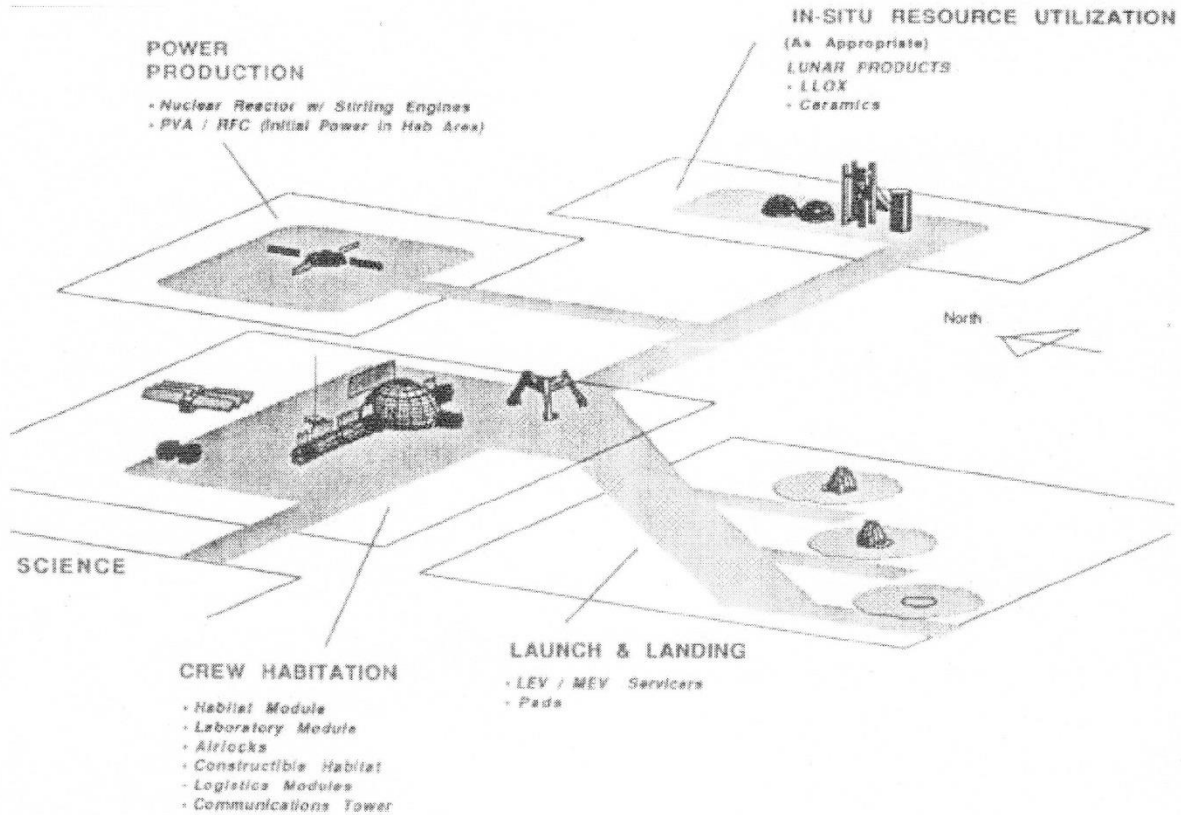 POWER
PRODUCTION
- Nuclear Reactor w/ Stirling Engines
- PVA / RFC (Initial Power in Hab Area)
IN-SITU RESOURCE UTILIZATION
(As Appropriate)
LUNAR PRODUCTS
- LLOX
- Ceramics
North
SCIENCE
CREW HABITATION
- Habitat Module
- Laboratory Module
- Airlocks
- Constructible Habitat
- Logistics Modules
- Communications Tower
LAUNCH & LANDING
- LEV / MEV Servicers
- Pads